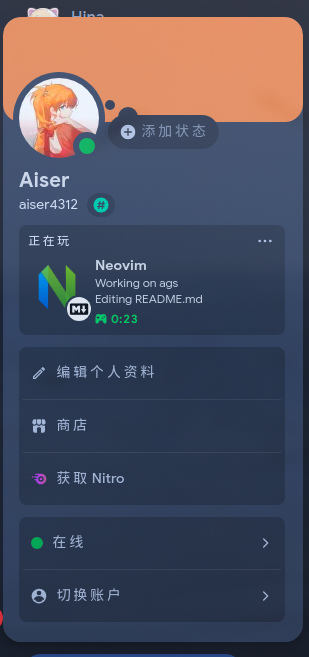 Hina
添加状态
Aiser
aiser4312
#
正在玩
Neovim
Working on ags
Editing README.md
0:23
编辑个人资料
商店
获取 Nitro
在线
切换账户